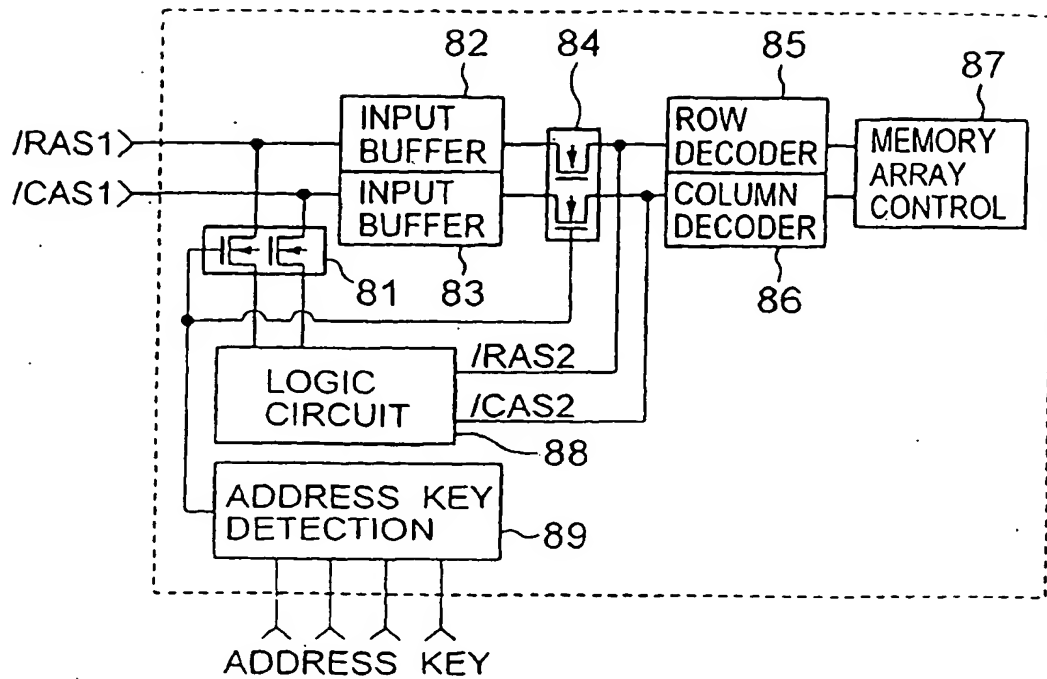 82
84
85
87
/RAS1
INPUT
BUFFER
ROW
DECODER
MEMORY
ARRAY
CONTROL
/CAS1
INPUT
BUFFER
COLUMN
DECODER
81
83
86
/RAS2
LOGIC
CIRCUIT
/CAS2
88
ADDRESS KEY
DETECTION
89
ADDRESS KEY